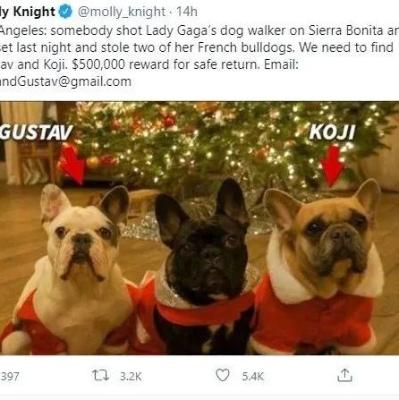 ly Knight @molly_knight · 14h
Angeles: somebody shot Lady Gaga's dog walker on Sierra Bonita an
set last night and stole two of her French bulldogs. We need to find
av and Koji. $500,000 reward for safe return. Email:
andGustav@gmail.com
GUSTAV
KOJI
397 3.2K 5.4K